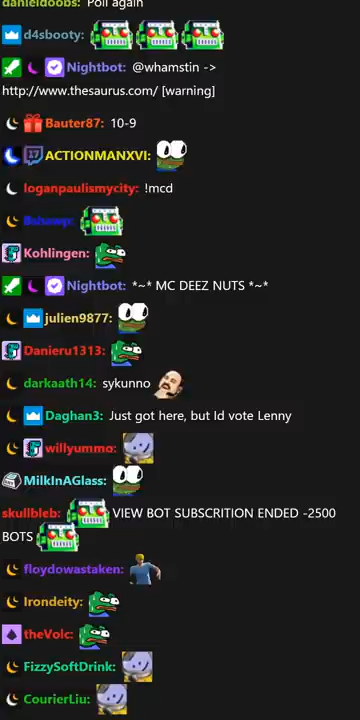 danieldoobs: Poll again
d4sbooty:
Nightbot: @whamstin ->
http://www.thesaurus.com/ [warning]
Bauter87: 10-9
ACTIONMANXVI:
loganpaulismycity: !mcd
Kohlingen:
Nightbot: *~* MC DEEZ NUTS *~*
julien9877:
Danieru1313:
darkaath14: sykunno
Daghan3: Just got here, but Id vote Lenny
willyummo:
MilkInAGlass:
skullbleb: VIEW BOT SUBSCRITION ENDED -2500
BOTS
floydowastaken:
Irondeity:
theVolc:
FizzySoftDrink:
CourierLiu: